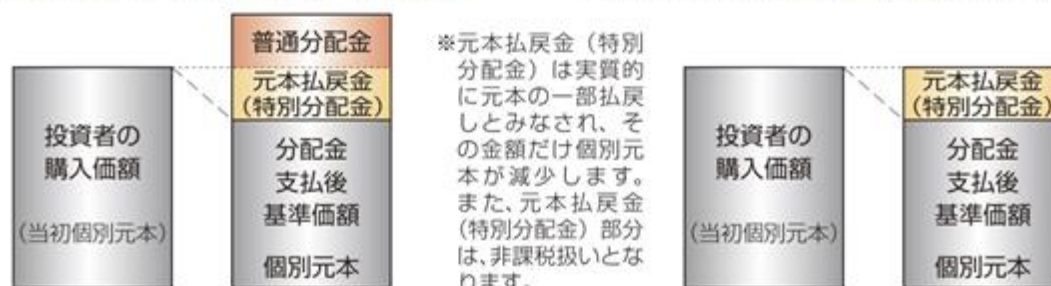 投資者の
購入価額
(当初個別元本)
普通分配金
元本払戻金
(特別分配金)
分配金
支払後
基準価額
個別元本
※元本払戻金(特別
分配金)は実質的
に元本の一部払戻
しとみなされ、そ
の金額だけ個別元
本が減少します。
また、元本払戻金
(特別分配金)部分
は、非課税扱いとな
ります。
投資者の
購入価額
(当初個別元本)
元本払戻金
(特別分配金)
分配金
支払後
基準価額
個別元本